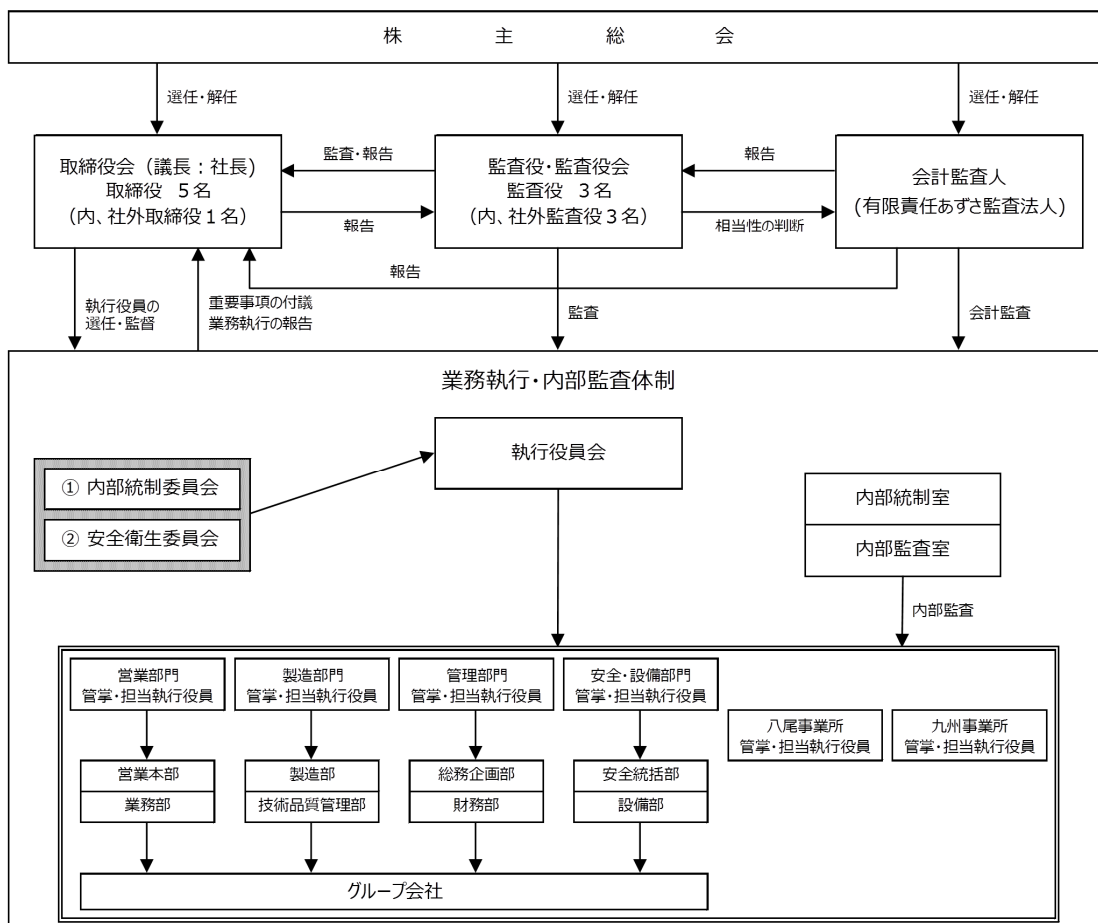 株主総会
選任・解任
選任・解任
選任・解任
取締役会（議長：社長）
取締役 5名
（内、社外取締役1名）
監査・報告
報告
監査役・監査役会
監査役 3名
（内、社外監査役3名）
報告
相当性の判断
会計監査人
(有限責任あずさ監査法人)
報告
執行役員の
選任・監督
重要事項の付議
業務執行の報告
監査
会計監査
業務執行・内部監査体制
執行役員会
① 内部統制委員会
② 安全衛生委員会
内部統制室
内部監査室
内部監査
営業部門
管掌・担当執行役員
製造部門
管掌・担当執行役員
管理部門
管掌・担当執行役員
安全・設備部門
管掌・担当執行役員
八尾事業所
管掌・担当執行役員
九州事業所
管掌・担当執行役員
営業本部
業務部
製造部
技術品質管理部
総務企画部
財務部
安全統括部
設備部
グループ会社